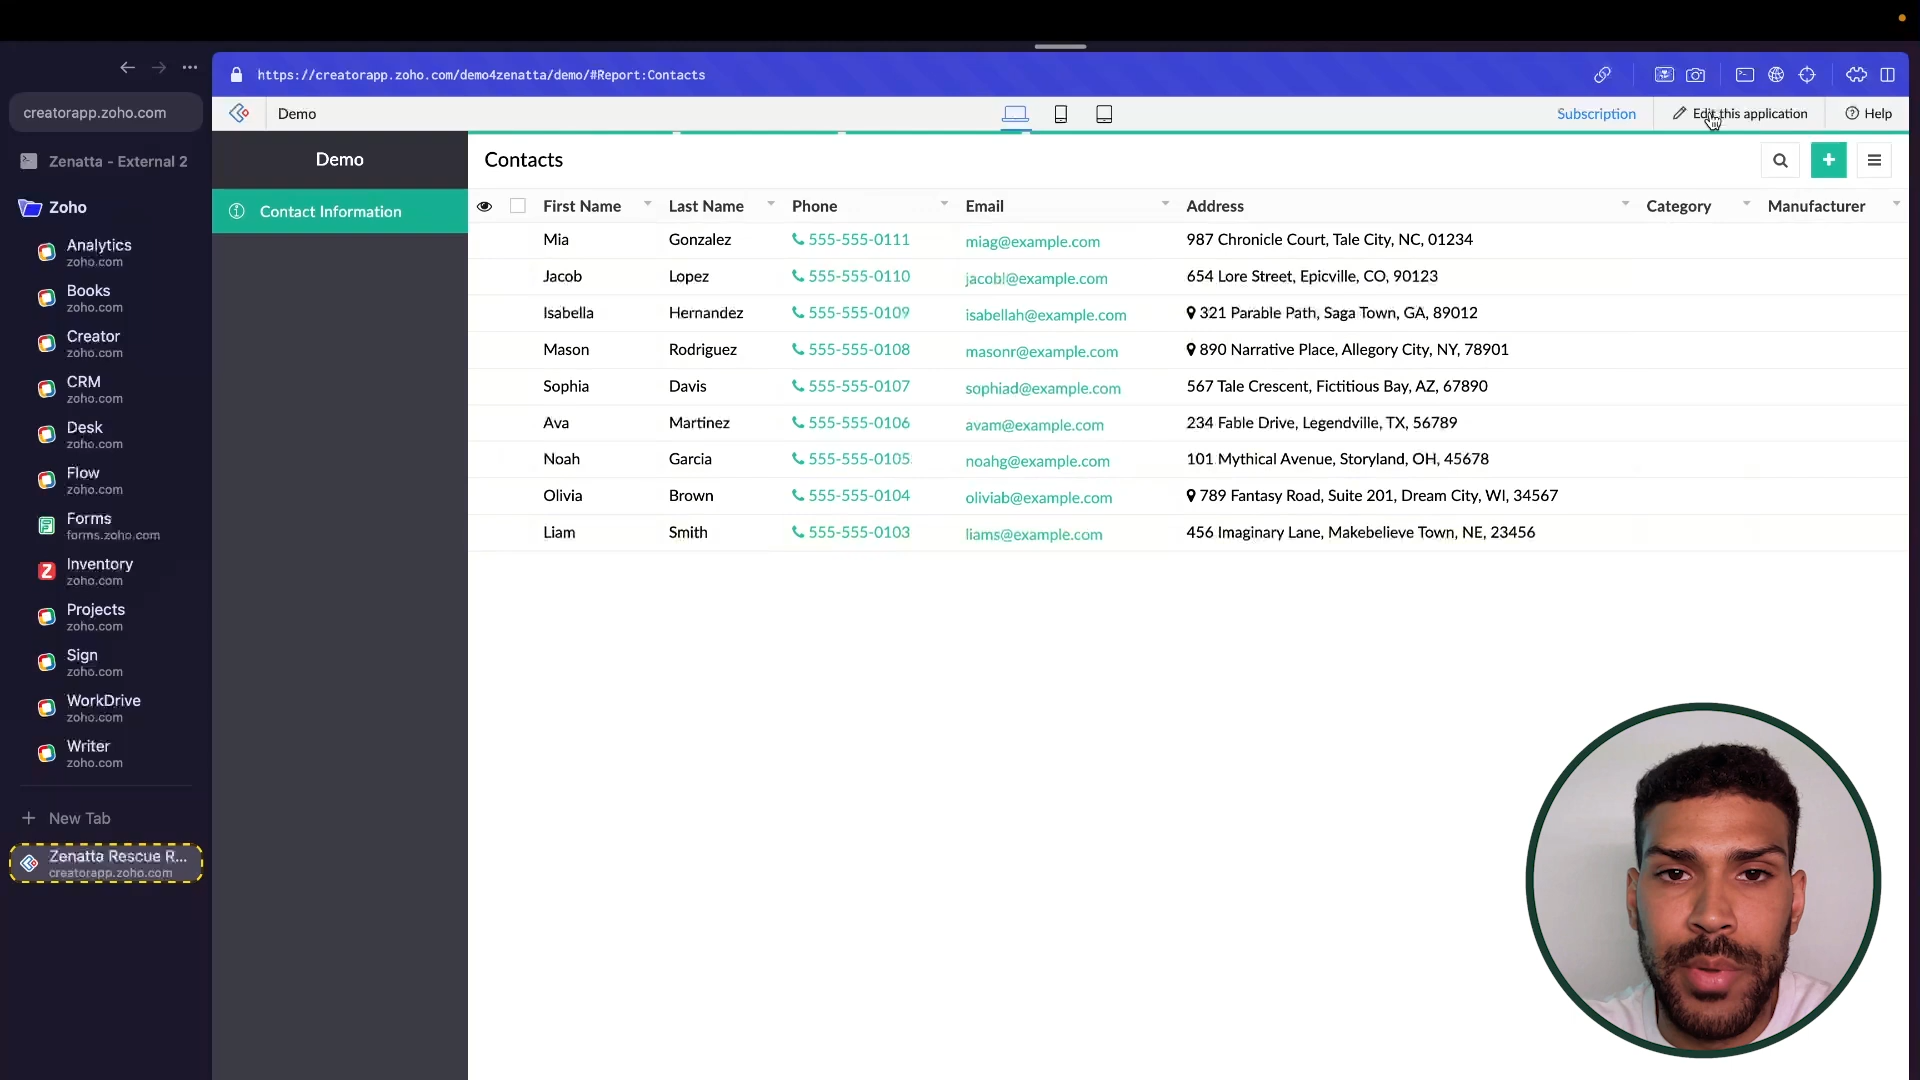 https://creatorapp.zoho.com/demo4zenatta/demo/#Report:Contacts
creatorapp.zoho.com
Demo
Subscription
Edit this application
Help
Zenatta - External 2
Zoho
Analytics
zoho.com
Books
zoho.com
Creator
zoho.com
CRM
zoho.com
Desk
zoho.com
Flow
zoho.com
Forms
forms.zoho.com
Inventory
zoho.com
Projects
zoho.com
Sign
zoho.com
WorkDrive
zoho.com
Writer
zoho.com
New Tab
Zenatta Rescue R...
creatorapp.zoho.com
Demo
Contact Information
Contacts
First Name Last Name Phone Email Address Category Manufacturer
Mia Gonzalez 555-555-0111 miag@example.com 987 Chronicle Court, Tale City, NC, 01234
Jacob Lopez 555-555-0110 jacobl@example.com 654 Lore Street, Epicville, CO, 90123
Isabella Hernandez 555-555-0109 isabellah@example.com 321 Parable Path, Saga Town, GA, 89012
Mason Rodriguez 555-555-0108 masonr@example.com 890 Narrative Place, Allegory City, NY, 78901
Sophia Davis 555-555-0107 sophiad@example.com 567 Tale Crescent, Fictitious Bay, AZ, 67890
Ava Martinez 555-555-0106 avam@example.com 234 Fable Drive, Legendville, TX, 56789
Noah Garcia 555-555-0105 noahg@example.com 101 Mythical Avenue, Storyland, OH, 45678
Olivia Brown 555-555-0104 oliviab@example.com 789 Fantasy Road, Suite 201, Dream City, WI, 34567
Liam Smith 555-555-0103 liams@example.com 456 Imaginary Lane, Makebelieve Town, NE, 23456